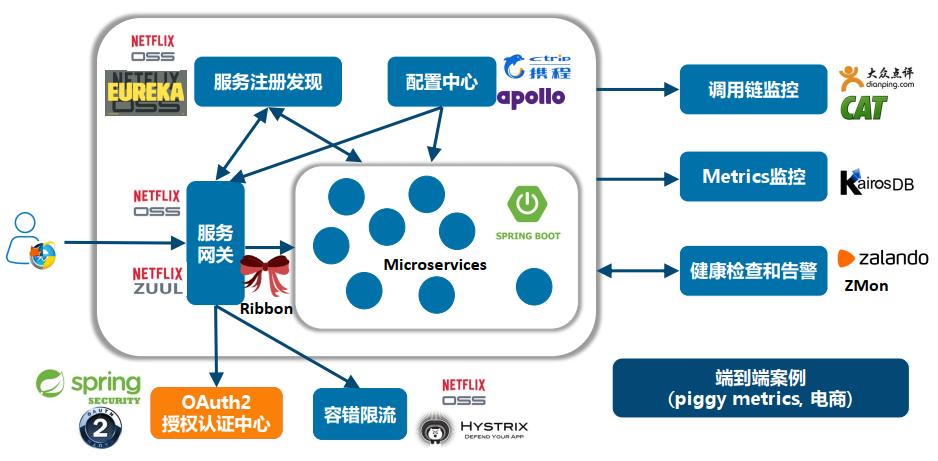 NETFLIX
OSS
NETFLIX
EUREKA
OSS
服务注册发现
配置中心
ctrip
携程
apollo
调用链监控
大众点评
dianping.com
CAT
Metrics监控
KairosDB
NETFLIX
OSS
服务
网关
NETFLIX
ZUUL
Ribbon
SPRING BOOT
Microservices
健康检查和告警
zalando
ZMon
spring
SECURITY
OAUTH
2
OAuth2
授权认证中心
容错限流
NETFLIX
OSS
HYSTRIX
DEFEND YOUR APP
端到端案例
(piggy metrics, 电商)